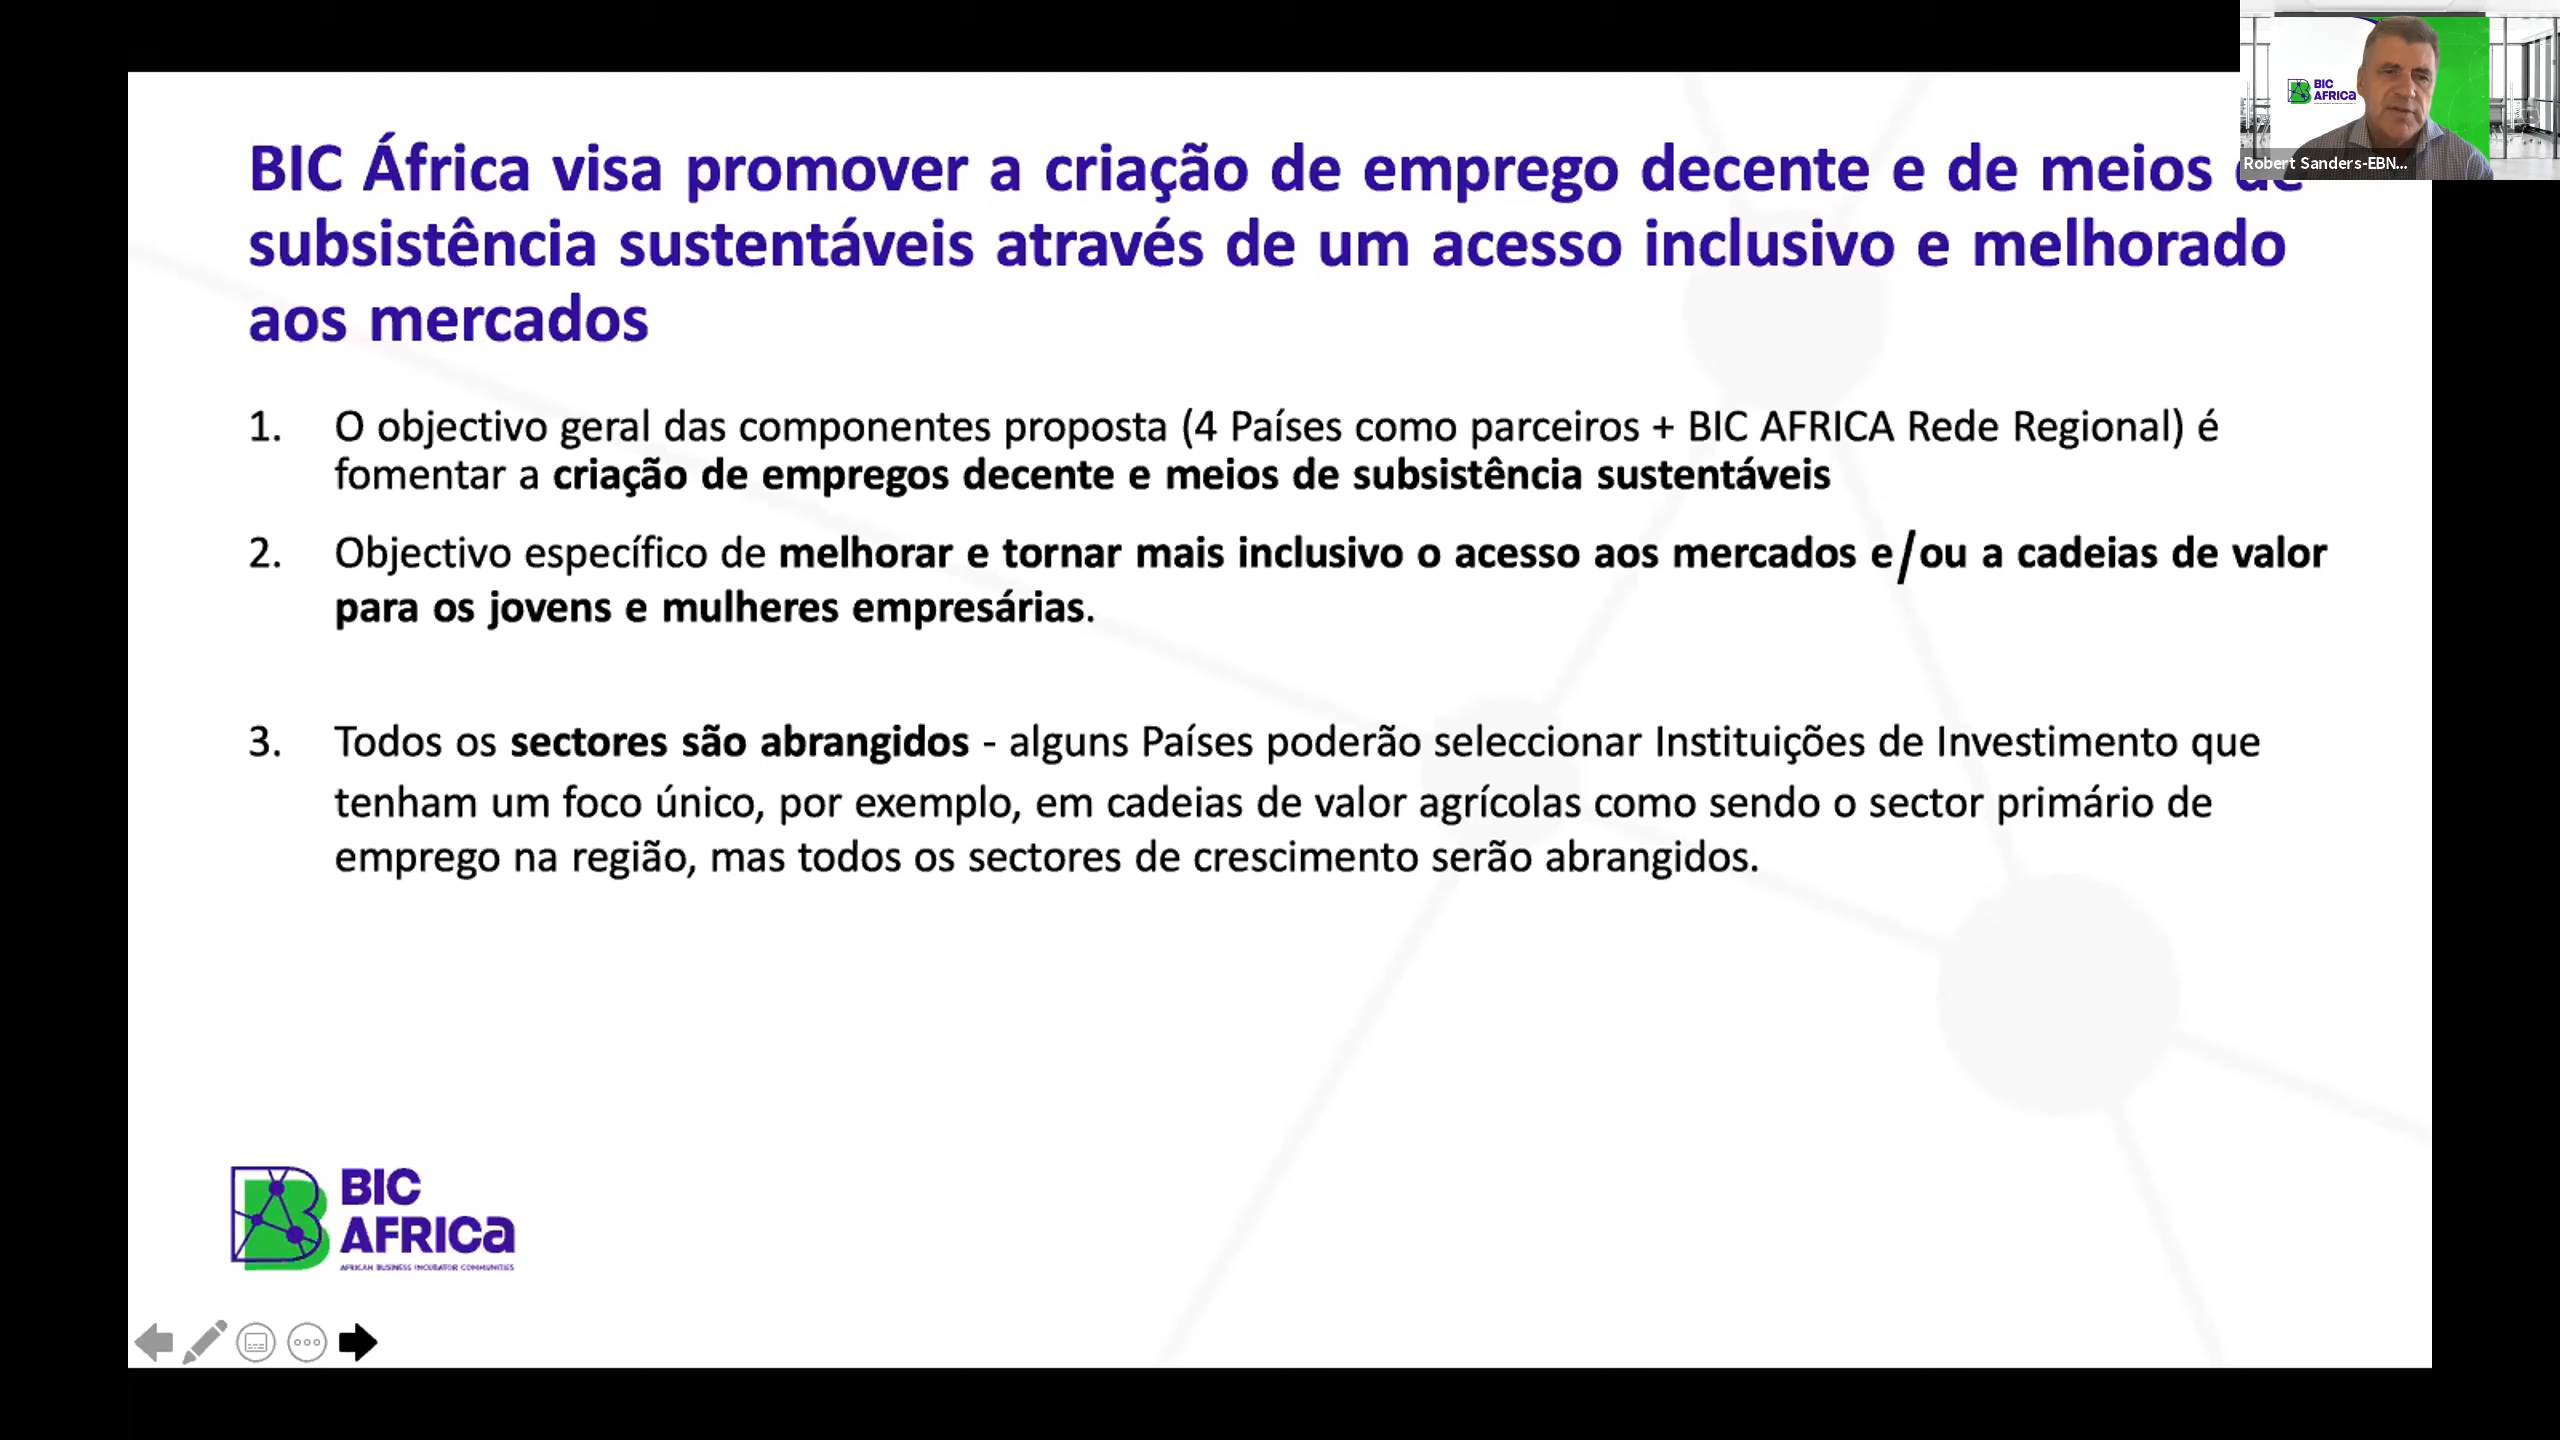 BIC
AFRICA
Robert Sanders-EBN...
BIC África visa promover a criação de emprego decente e de meios de
subsistência sustentáveis através de um acesso inclusivo e melhorado
aos mercados
1. O objectivo geral das componentes proposta (4 Países como parceiros + BIC AFRICA Rede Regional) é
fomentar a criação de empregos decente e meios de subsistência sustentáveis
2. Objectivo específico de melhorar e tornar mais inclusivo o acesso aos mercados e/ou a cadeias de valor
para os jovens e mulheres empresárias.
3. Todos os sectores são abrangidos - alguns Países poderão seleccionar Instituições de Investimento que
tenham um foco único, por exemplo, em cadeias de valor agrícolas como sendo o sector primário de
emprego na região, mas todos os sectores de crescimento serão abrangidos.
BIC
AFRICA
AFRICAN BUSINESS INCUBATOR COMMUNITIES